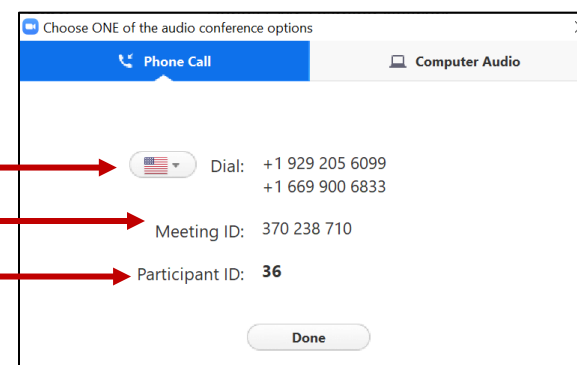 Choose ONE of the audio conference options
Phone Call
Computer Audio
Dial: +1 929 205 6099
+1 669 900 6833
Meeting ID: 370 238 710
Participant ID: 36
Done